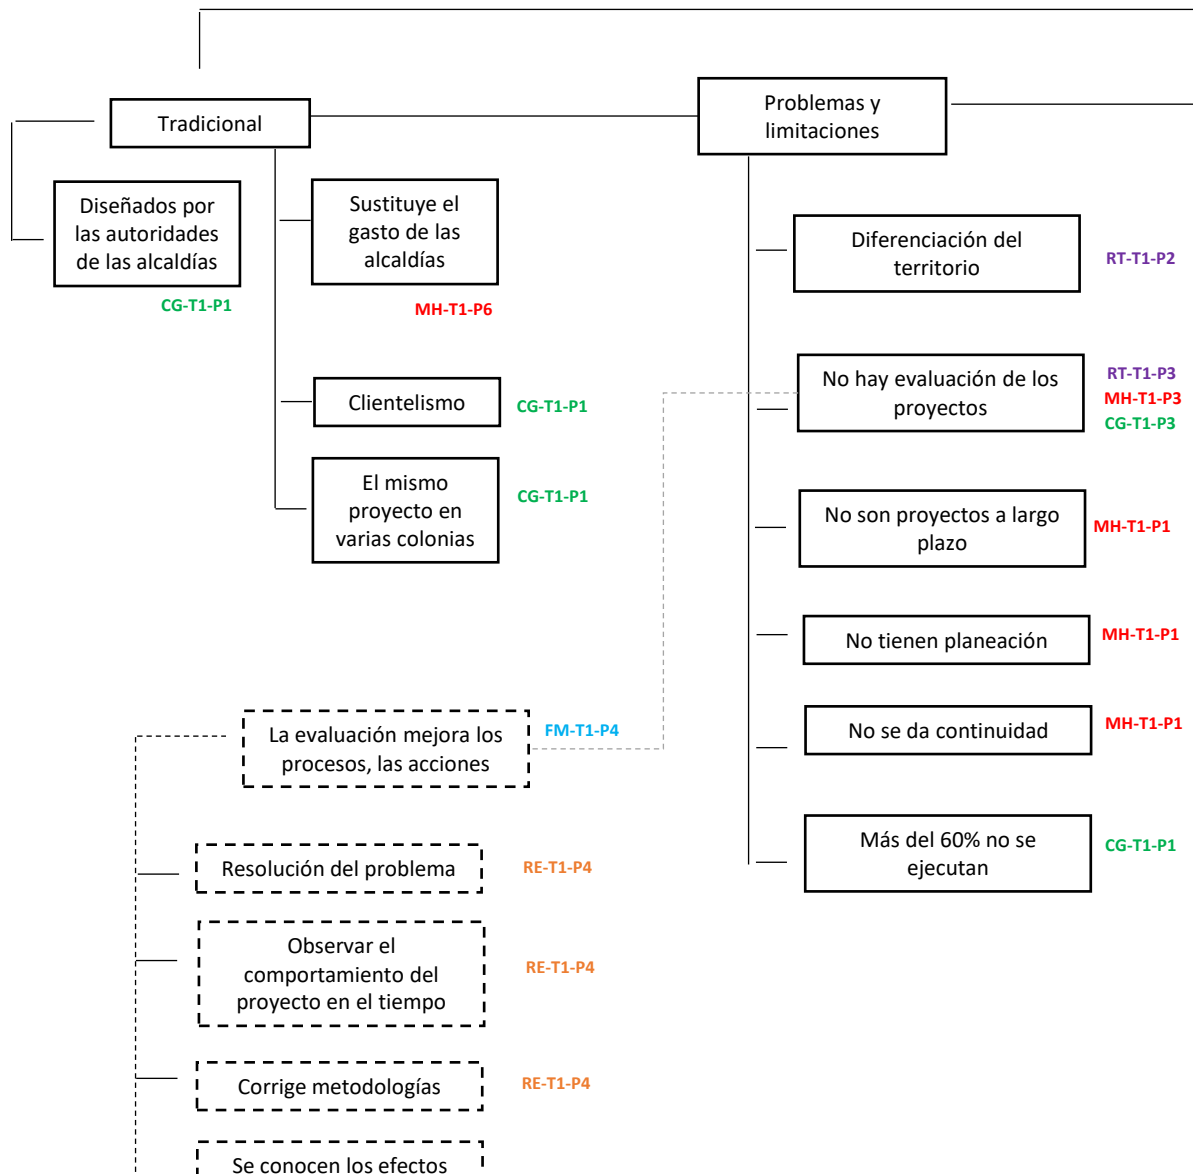 Tradicional
Problemas y
limitaciones
Diseñados por
las autoridades
de las alcaldías
CG-T1-P1
Sustituye el
gasto de las
alcaldías
MH-T1-P6
Clientelismo
CG-T1-P1
El mismo
proyecto en
varias colonias
CG-T1-P1
Diferenciación del
territorio
RT-T1-P2
No hay evaluación de los
proyectos
RT-T1-P3
MH-T1-P3
CG-T1-P3
No son proyectos a largo
plazo
MH-T1-P1
No tienen planeación
MH-T1-P1
No se da continuidad
MH-T1-P1
Más del 60% no se
ejecutan
CG-T1-P1
La evaluación mejora los
procesos, las acciones
FM-T1-P4
Resolución del problema
RE-T1-P4
Observar el
comportamiento del
proyecto en el tiempo
RE-T1-P4
Corrige metodologías
RE-T1-P4
Se conocen los efectos